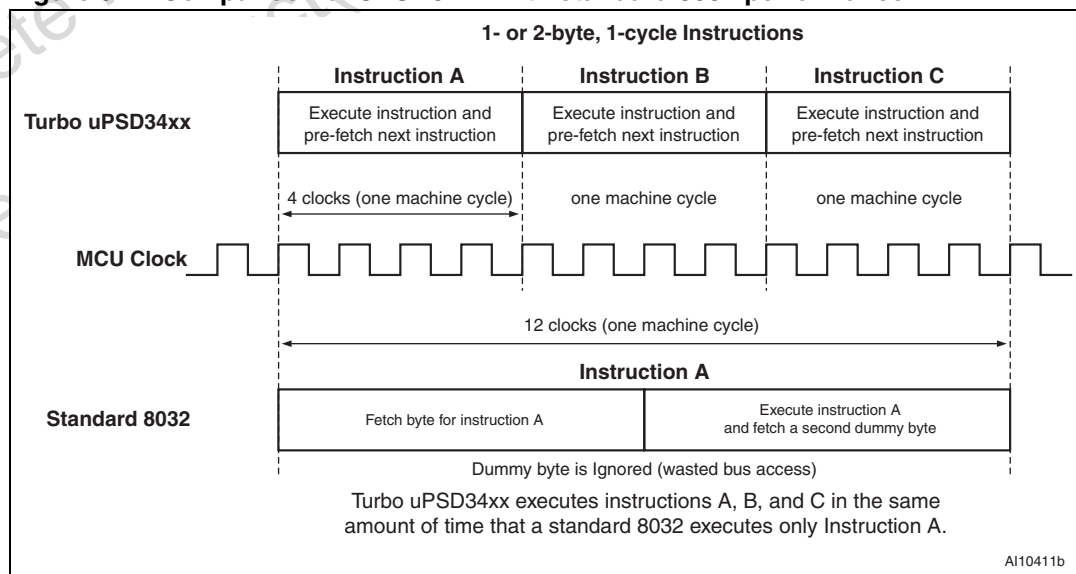 1- or 2-byte, 1-cycle Instructions
Instruction A
Instruction B
Instruction C
Turbo uPSD34xx
Execute instruction and
pre-fetch next instruction
Execute instruction and
pre-fetch next instruction
Execute instruction and
pre-fetch next instruction
4 clocks (one machine cycle)
one machine cycle
one machine cycle
MCU Clock
12 clocks (one machine cycle)
Instruction A
Standard 8032
Fetch byte for instruction A
Execute instruction A
and fetch a second dummy byte
Dummy byte is Ignored (wasted bus access)
Turbo uPSD34xx executes instructions A, B, and C in the same
amount of time that a standard 8032 executes only Instruction A.
AI10411b